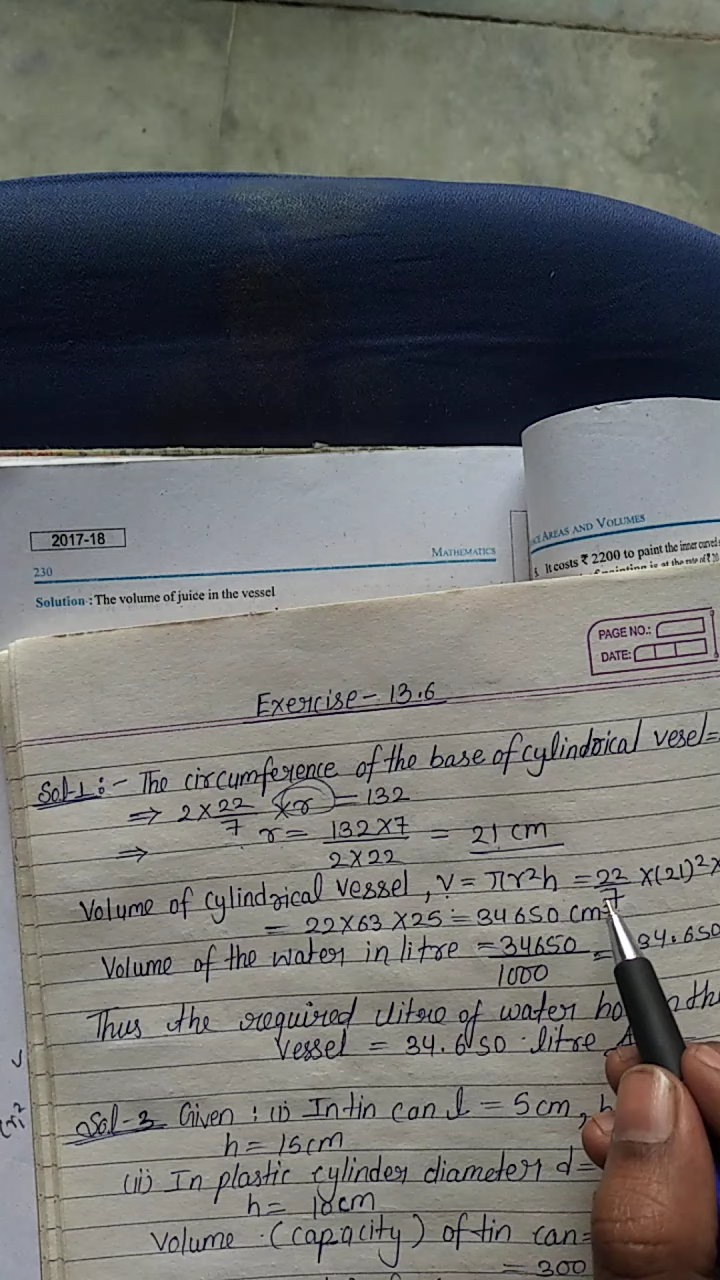 2017-18
MATHEMATICS
230
Solution : The volume of juice in the vessel
AREAS AND VOLUMES
It costs ₹ 2200 to paint the inner curved
PAGE NO.:
DATE:
Exercise - 13.6
Sol-1 :- The circumference of the base of cylindrical vesel =
⇒ 2 × 22/7 × r = 132
⇒ r = 132×7 / 2×22 = 21 cm
Volume of cylindrical vessel, V = πr²h = 22/7 ×(21)²×
= 22×63×25 = 34650 cm³
Volume of the water in litre = 34650/1000 = 34.650
Thus the required litre of water
vessel = 34.650 litre
Sol-3 Given : (i) In tin can l = 5cm,
h = 15cm
(ii) In plastic cylinder diameter d =
h = 10cm
Volume (capacity) of tin can =
= 300